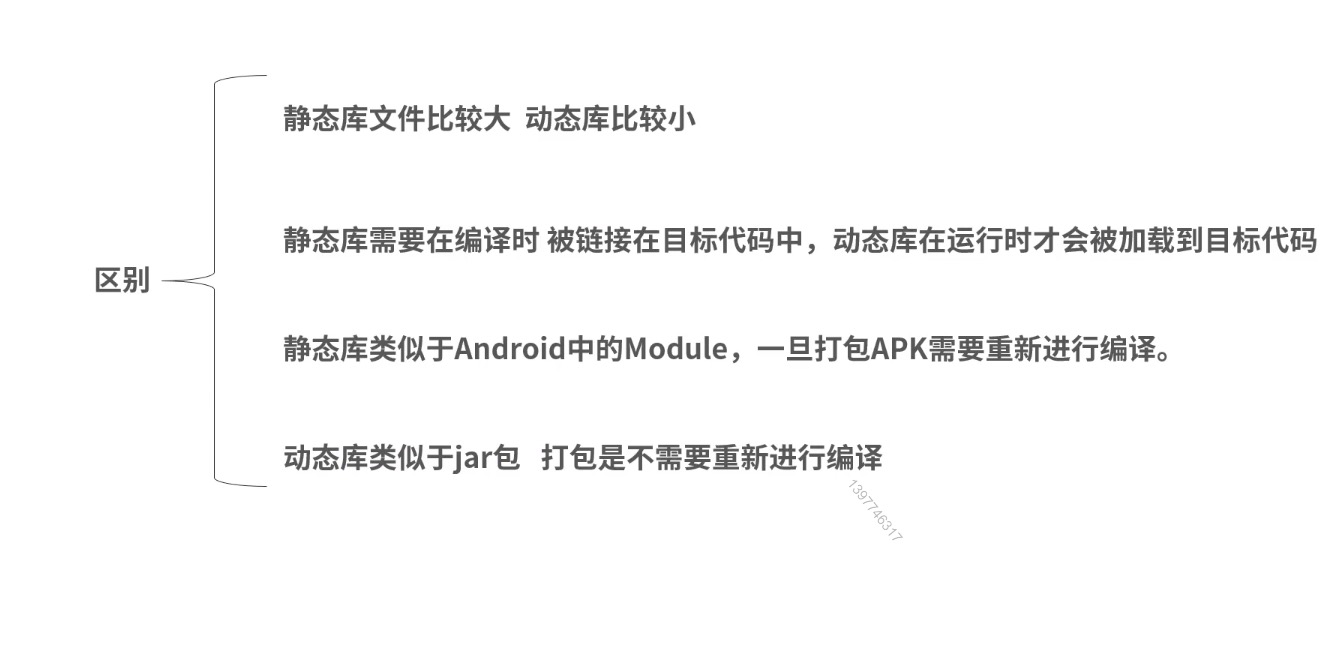 静态库文件比较大 动态库比较小
静态库需要在编译时 被链接在目标代码中，动态库在运行时才会被加载到目标代码
区别
静态库类似于Android中的Module，一旦打包APK需要重新进行编译。
动态库类似于jar包 打包是不需要重新进行编译
1397746317